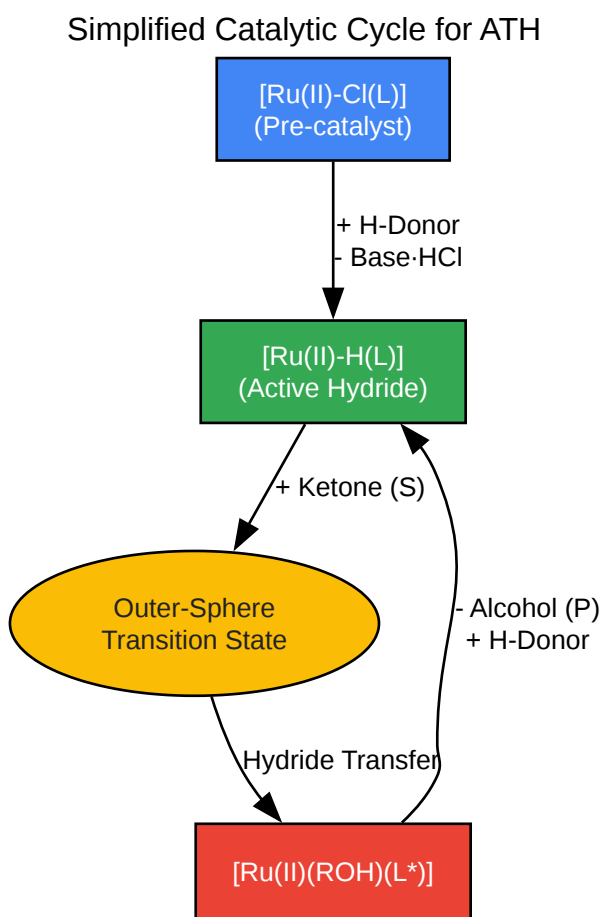 Simplified Catalytic Cycle for ATH
[Ru(II)-Cl(L)]
(Pre-catalyst)
+ H-Donor
- Base·HCl
[Ru(II)-H(L)]
(Active Hydride)
+ Ketone (S)
Outer-Sphere
Transition State
- Alcohol (P)
+ H-Donor
Hydride Transfer
[Ru(II)(ROH)(L*)]